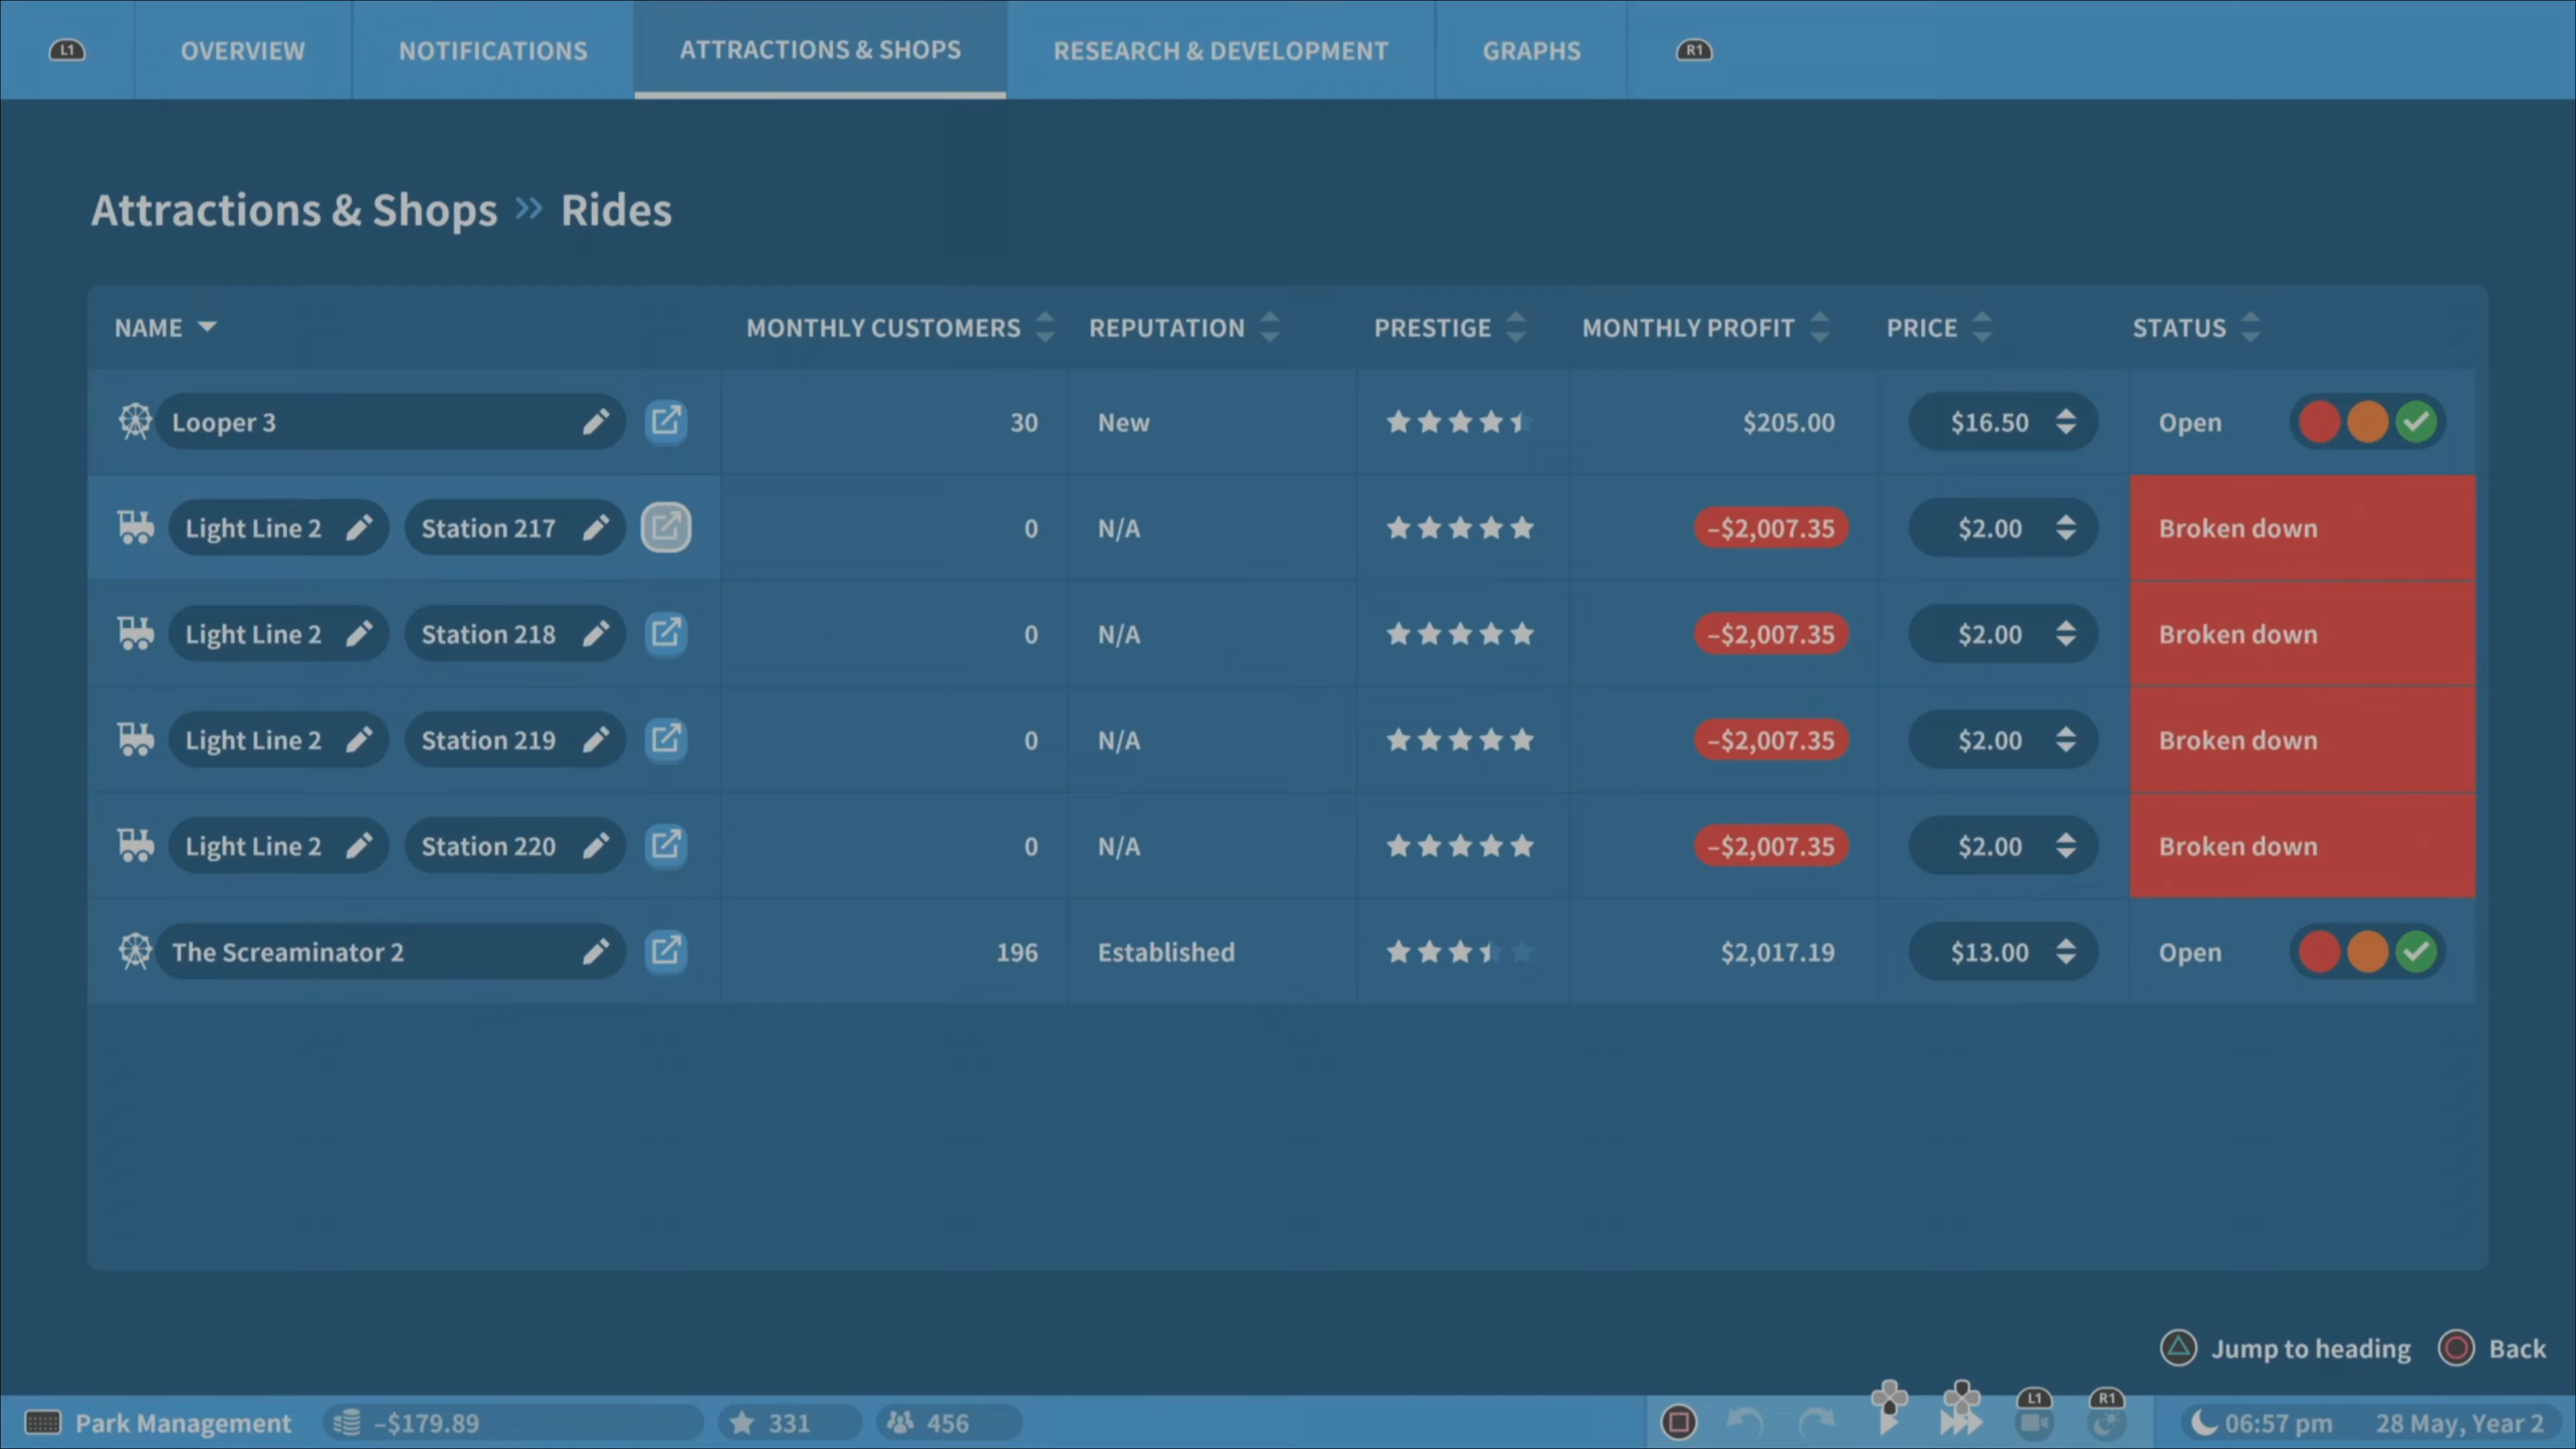 L1 OVERVIEW NOTIFICATIONS ATTRACTIONS & SHOPS RESEARCH & DEVELOPMENT GRAPHS R1
Attractions & Shops » Rides
NAME MONTHLY CUSTOMERS REPUTATION PRESTIGE MONTHLY PROFIT PRICE STATUS
Looper 3 30 New $205.00 $16.50 Open
Light Line 2 Station 217 0 N/A –$2,007.35 $2.00 Broken down
Light Line 2 Station 218 0 N/A –$2,007.35 $2.00 Broken down
Light Line 2 Station 219 0 N/A –$2,007.35 $2.00 Broken down
Light Line 2 Station 220 0 N/A –$2,007.35 $2.00 Broken down
The Screaminator 2 196 Established $2,017.19 $13.00 Open
Jump to heading Back
L1 R1
Park Management –$179.89 331 456 06:57 pm 28 May, Year 2